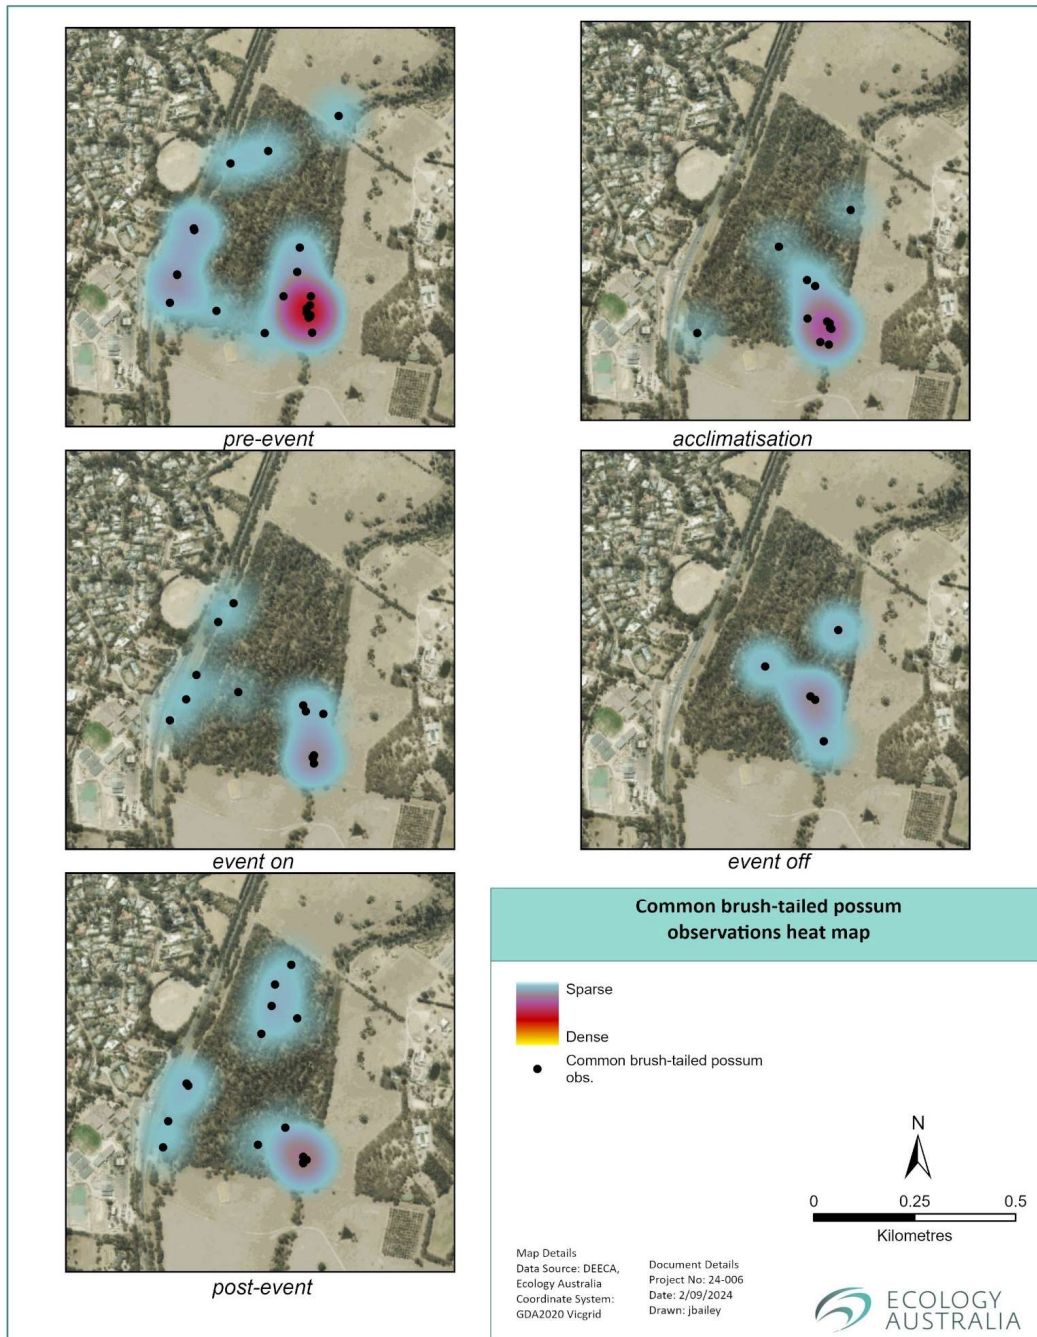 pre-event
acclimatisation
event on
event off
post-event
Common brush-tailed possum
observations heat map
Sparse
Dense
Common brush-tailed possum
obs.
N
0 0.25 0.5
Kilometres
Map Details
Data Source: DEECA,
Ecology Australia
Coordinate System:
GDA2020 Vicgrid
Document Details
Project No: 24-006
Date: 2/09/2024
Drawn: jbailey
ECOLOGY
AUSTRALIA